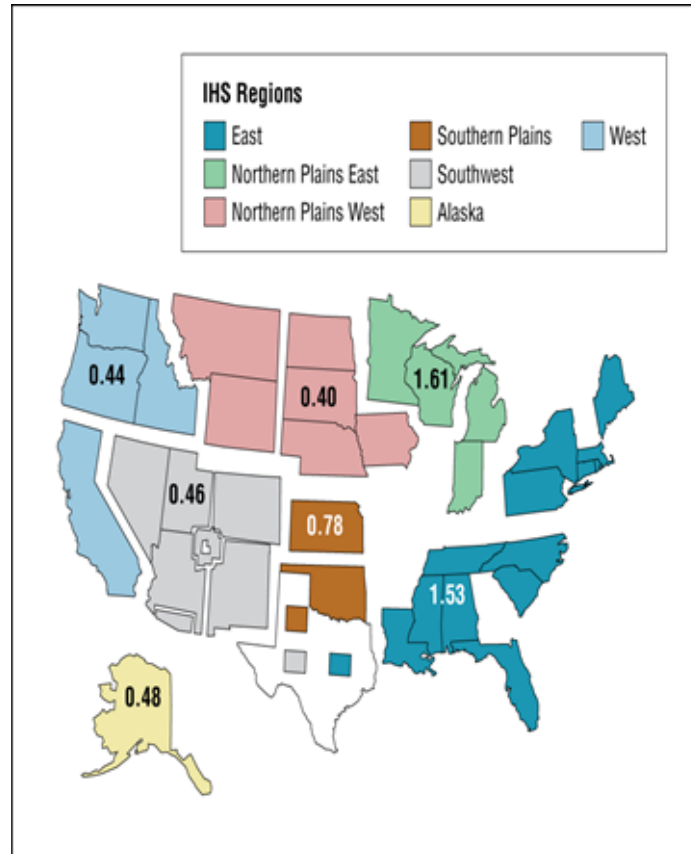 IHS Regions
East
Southern Plains
West
Northern Plains East
Southwest
Northern Plains West
Alaska
0.44
0.40
1.61
0.46
0.78
1.53
0.48